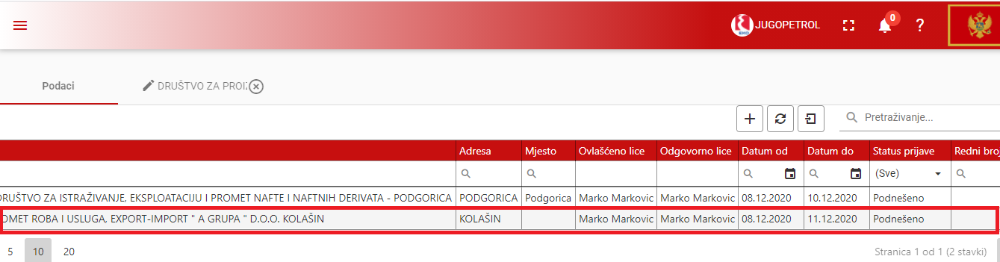 EKO JUGOPETROL 0 ?
Podaci DRUŠTVO ZA PROI
Pretraživanje...
Adresa Mjesto Ovlašćeno lice Odgovorno lice Datum od Datum do Status prijave Redni broj
(Sve)
DRUŠTVO ZA ISTRAŽIVANJE, EKSPLOATACIJU I PROMET NAFTE I NAFTNIH DERIVATA - PODGORICA PODGORICA Podgorica Marko Markovic Marko Markovic 08.12.2020 10.12.2020 Podnešeno
OMET ROBA I USLUGA, EXPORT-IMPORT " A GRUPA " D.O.O. KOLAŠIN KOLAŠIN Marko Markovic Marko Markovic 08.12.2020 11.12.2020 Podnešeno
5 10 20 Stranica 1 od 1 (2 stavki)